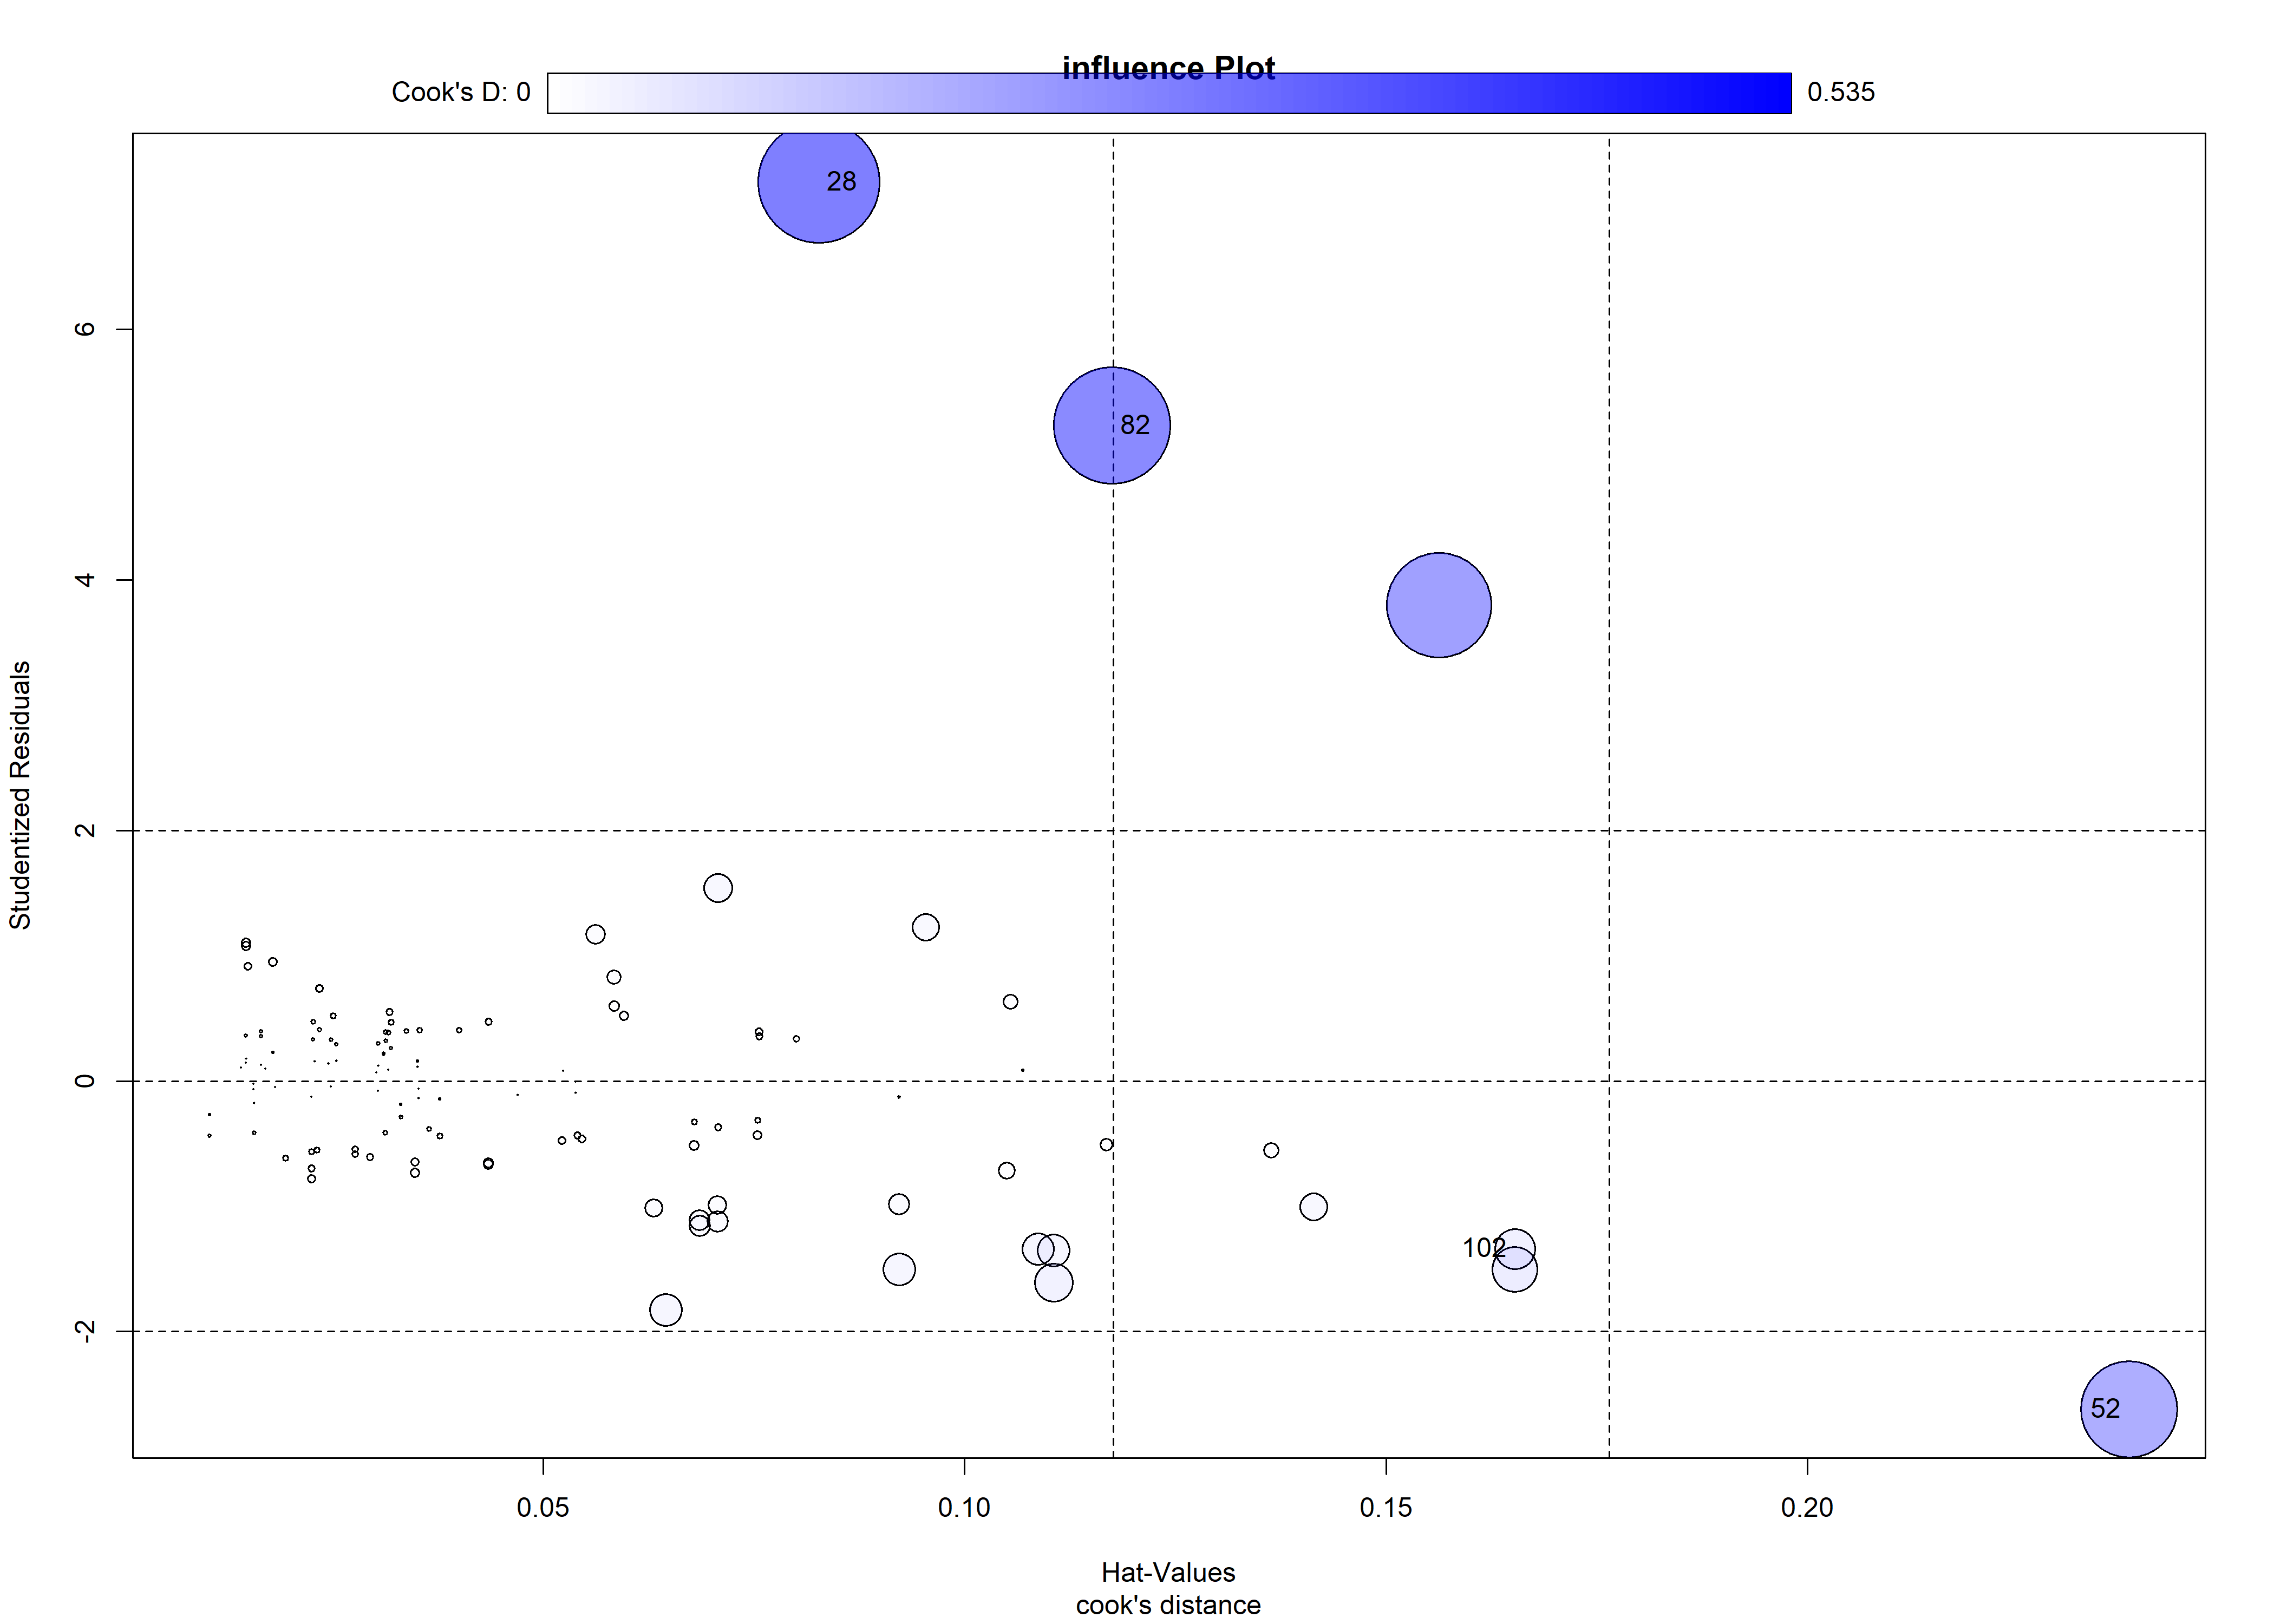 influence Plot
Cook's D: 0
0.535
28
82
102
52
Studentized Residuals
6
4
2
0
-2
0.05
0.10
0.15
0.20
Hat-Values
cook's distance